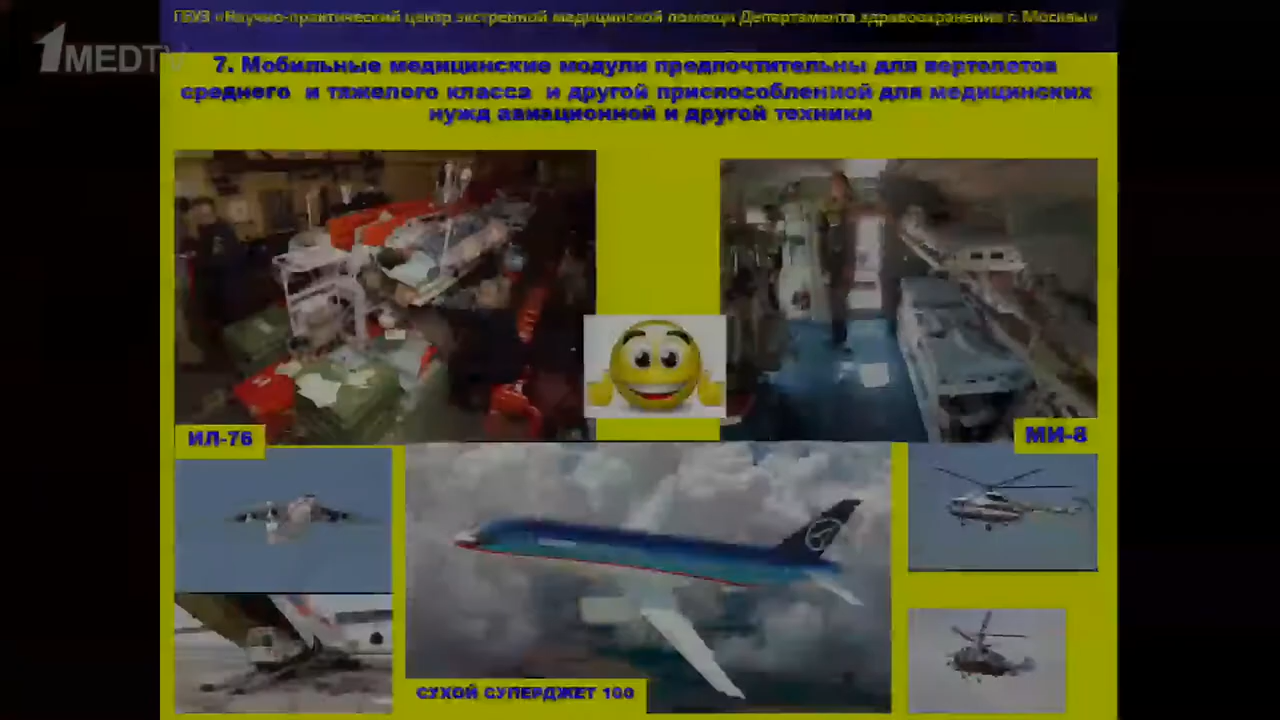 ГБУЗ «Научно-практический центр экстренной медицинской помощи Департамента здравоохранения г. Москвы»
1MEDTV
7. Мобильные медицинские модули предпочтительны для вертолетов
среднего и тяжелого класса и другой приспособленной для медицинских
нужд авиационной и другой техники
ИЛ-76
МИ-8
СУХОЙ СУПЕРДЖЕТ 100